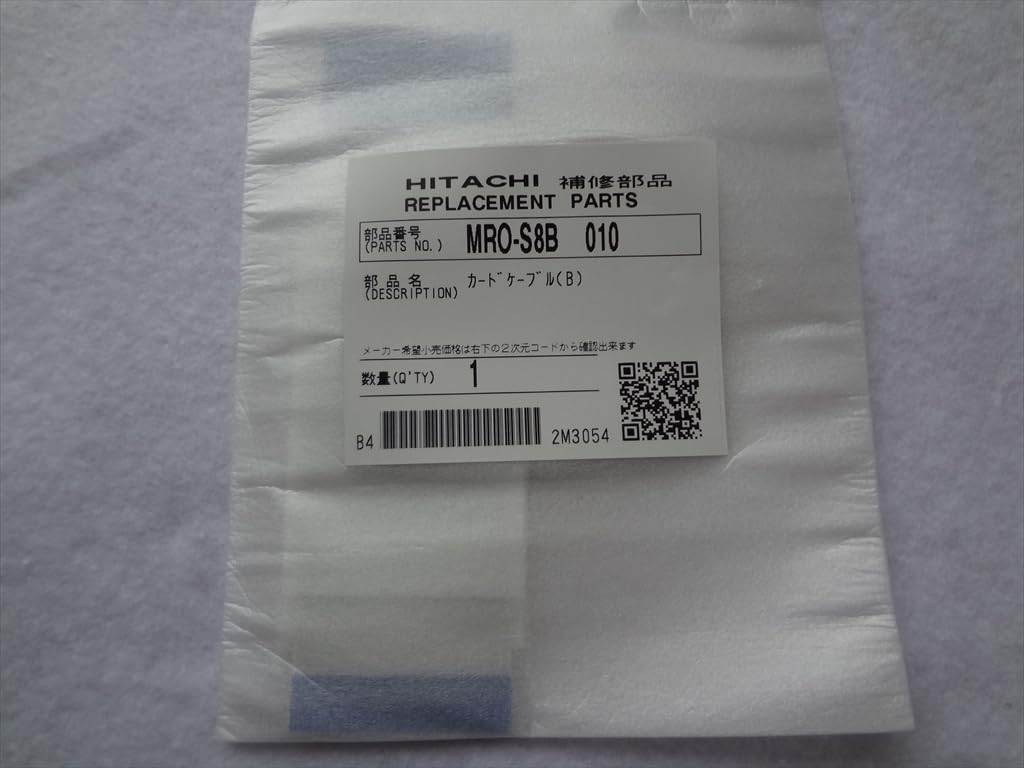 HITACHI 補修部品
REPLACEMENT PARTS
部品番号
(PARTS NO.) MRO-S8B 010
部品名 カードケーブル(B)
(DESCRIPTION)
メーカー希望小売価格は右下の2次元コードから確認出来ます
数量(Q'TY) 1
B4 2M3054